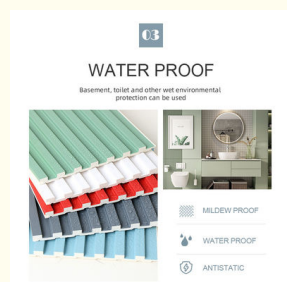 03
WATER PROOF
Basement, toilet and other wet environmental
protection can be used
MILDEW PROOF
WATER PROOF
ANTISTATIC